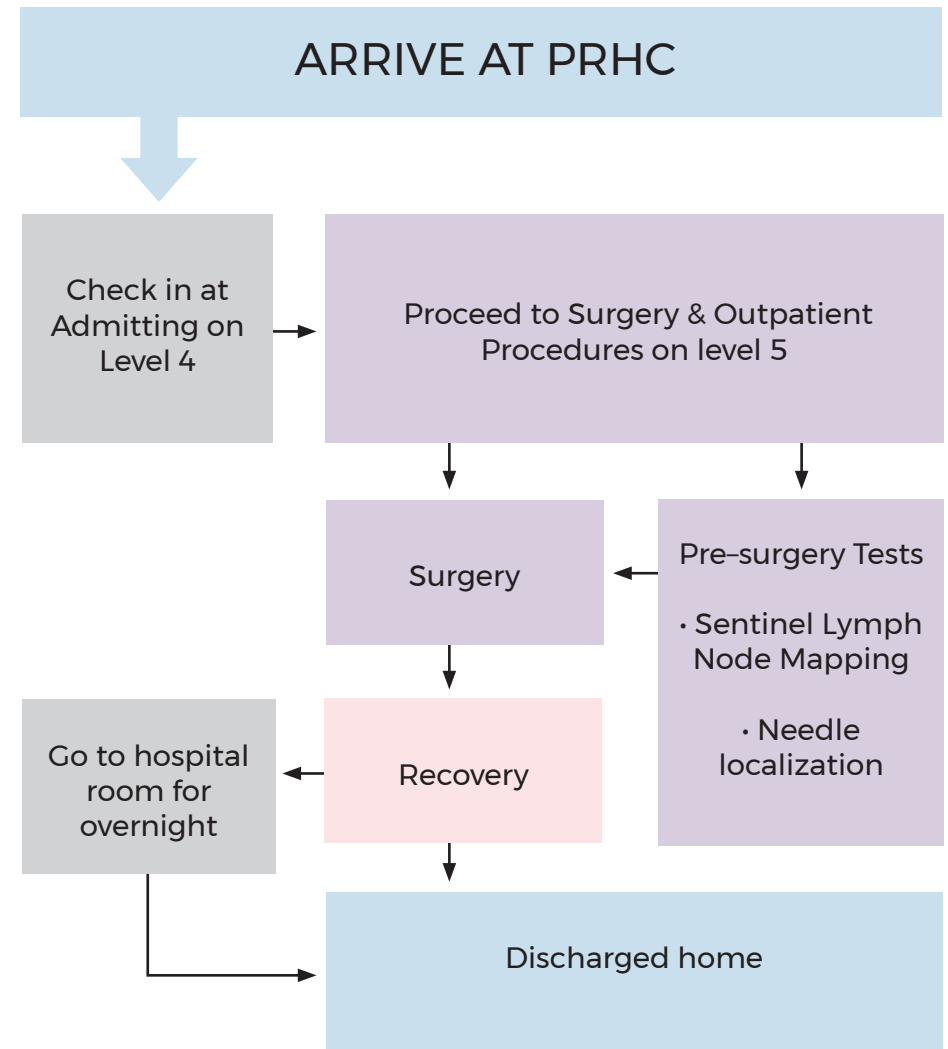 ARRIVE AT PRHC
Check in at
Admitting on
Level 4
Proceed to Surgery & Outpatient
Procedures on level 5
Surgery
Pre–surgery Tests
• Sentinel Lymph
Node Mapping
• Needle
localization
Go to hospital
room for
overnight
Recovery
Discharged home